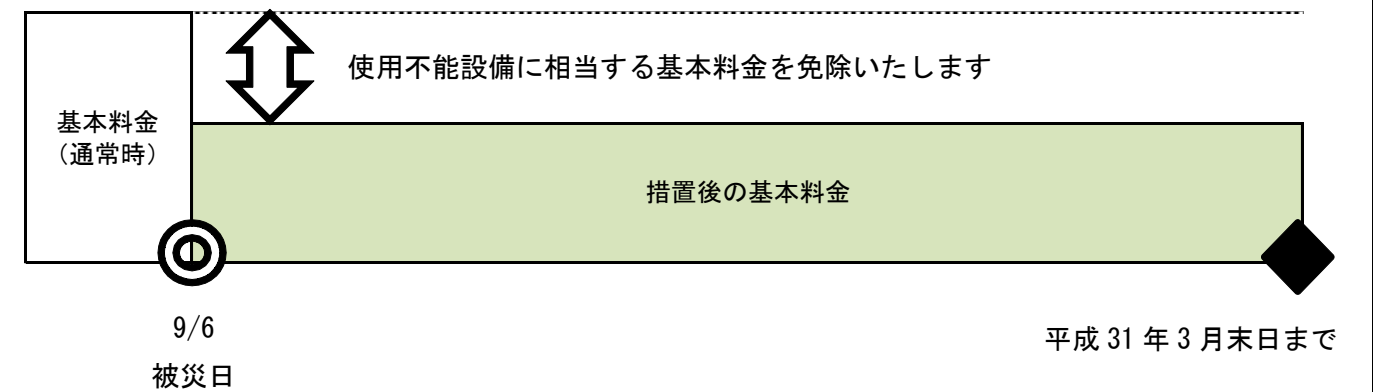 使用不能設備に相当する基本料金を免除いたします
基本料金
（通常時）
措置後の基本料金
9/6
被災日
平成 31 年 3 月末日まで